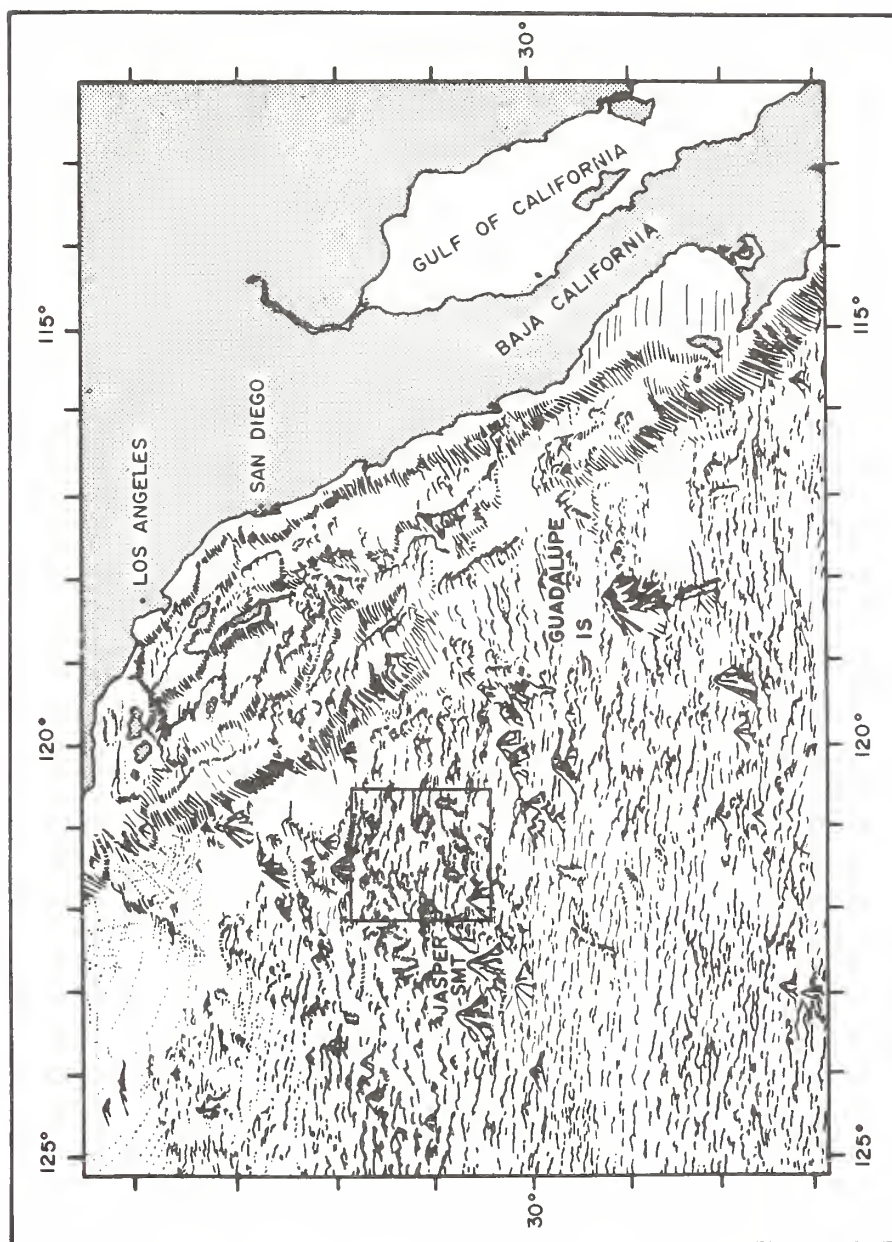 125°
120°
115°
30°
30°
LOS ANGELES
SAN DIEGO
GULF OF CALIFORNIA
BAJA CALIFORNIA
JASPER
SMT
GUADALUPE
IS
125°
120°
115°